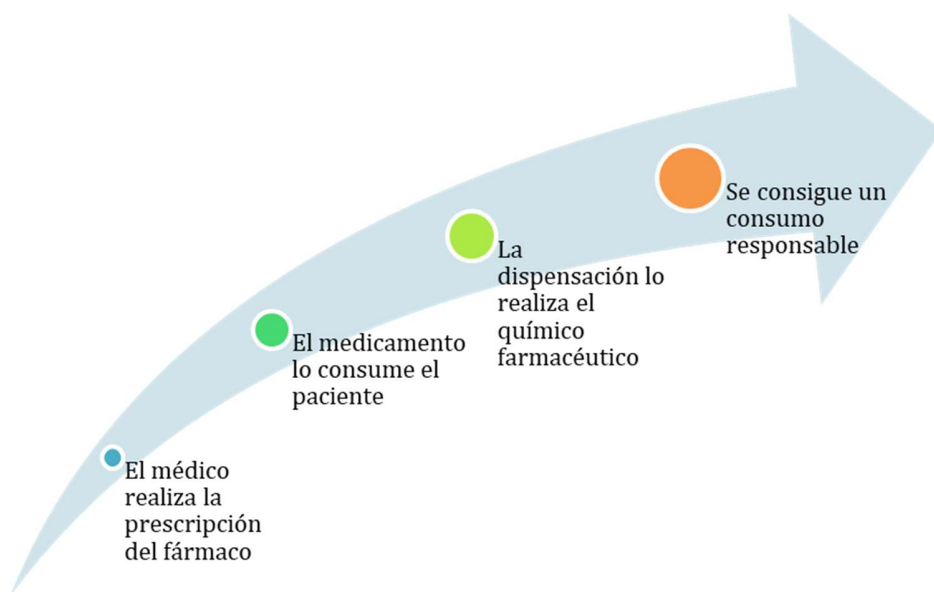 El médico
realiza la
prescripción
del fármaco
El medicamento
lo consume el
paciente
La
dispensación lo
realiza el
químico
farmacéutico
Se consigue un
consumo
responsable